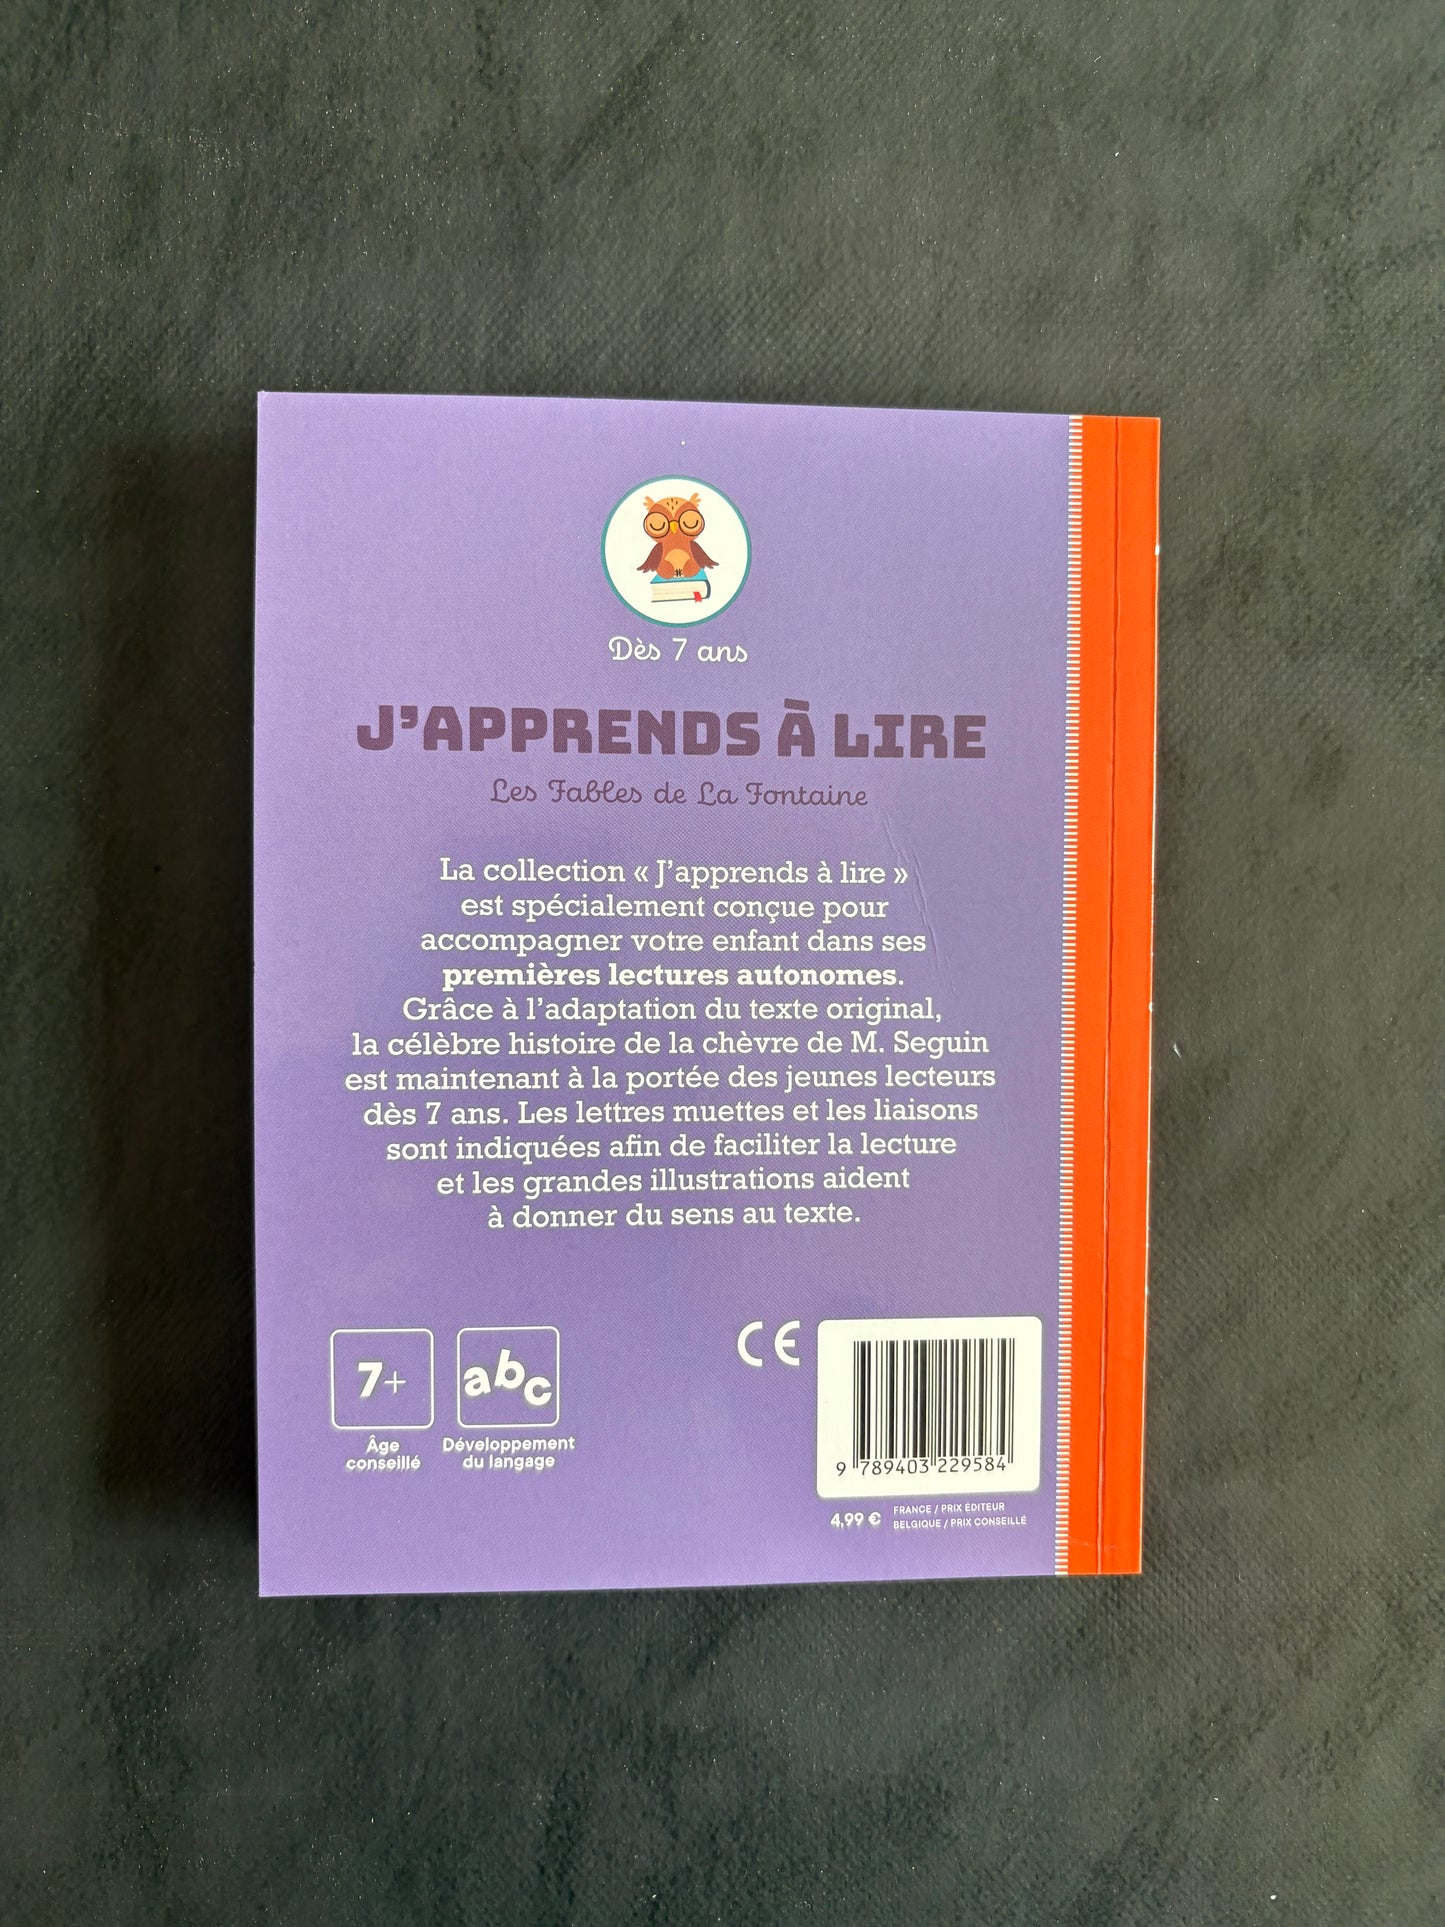 Dès 7 ans
J'APPRENDS À LIRE
Les Fables de La Fontaine
La collection « J'apprends à lire »
est spécialement conçue pour
accompagner votre enfant dans ses
premières lectures autonomes.
Grâce à l'adaptation du texte original,
la célèbre histoire de la chèvre de M. Seguin
est maintenant à la portée des jeunes lecteurs
dès 7 ans. Les lettres muettes et les liaisons
sont indiquées afin de faciliter la lecture
et les grandes illustrations aident
à donner du sens au texte.
7+
Âge
conseillé
abc
Développement
du langage
CE
9 789403 229584
4,99 €
FRANCE / PRIX ÉDITEUR
BELGIQUE / PRIX CONSEILLÉ